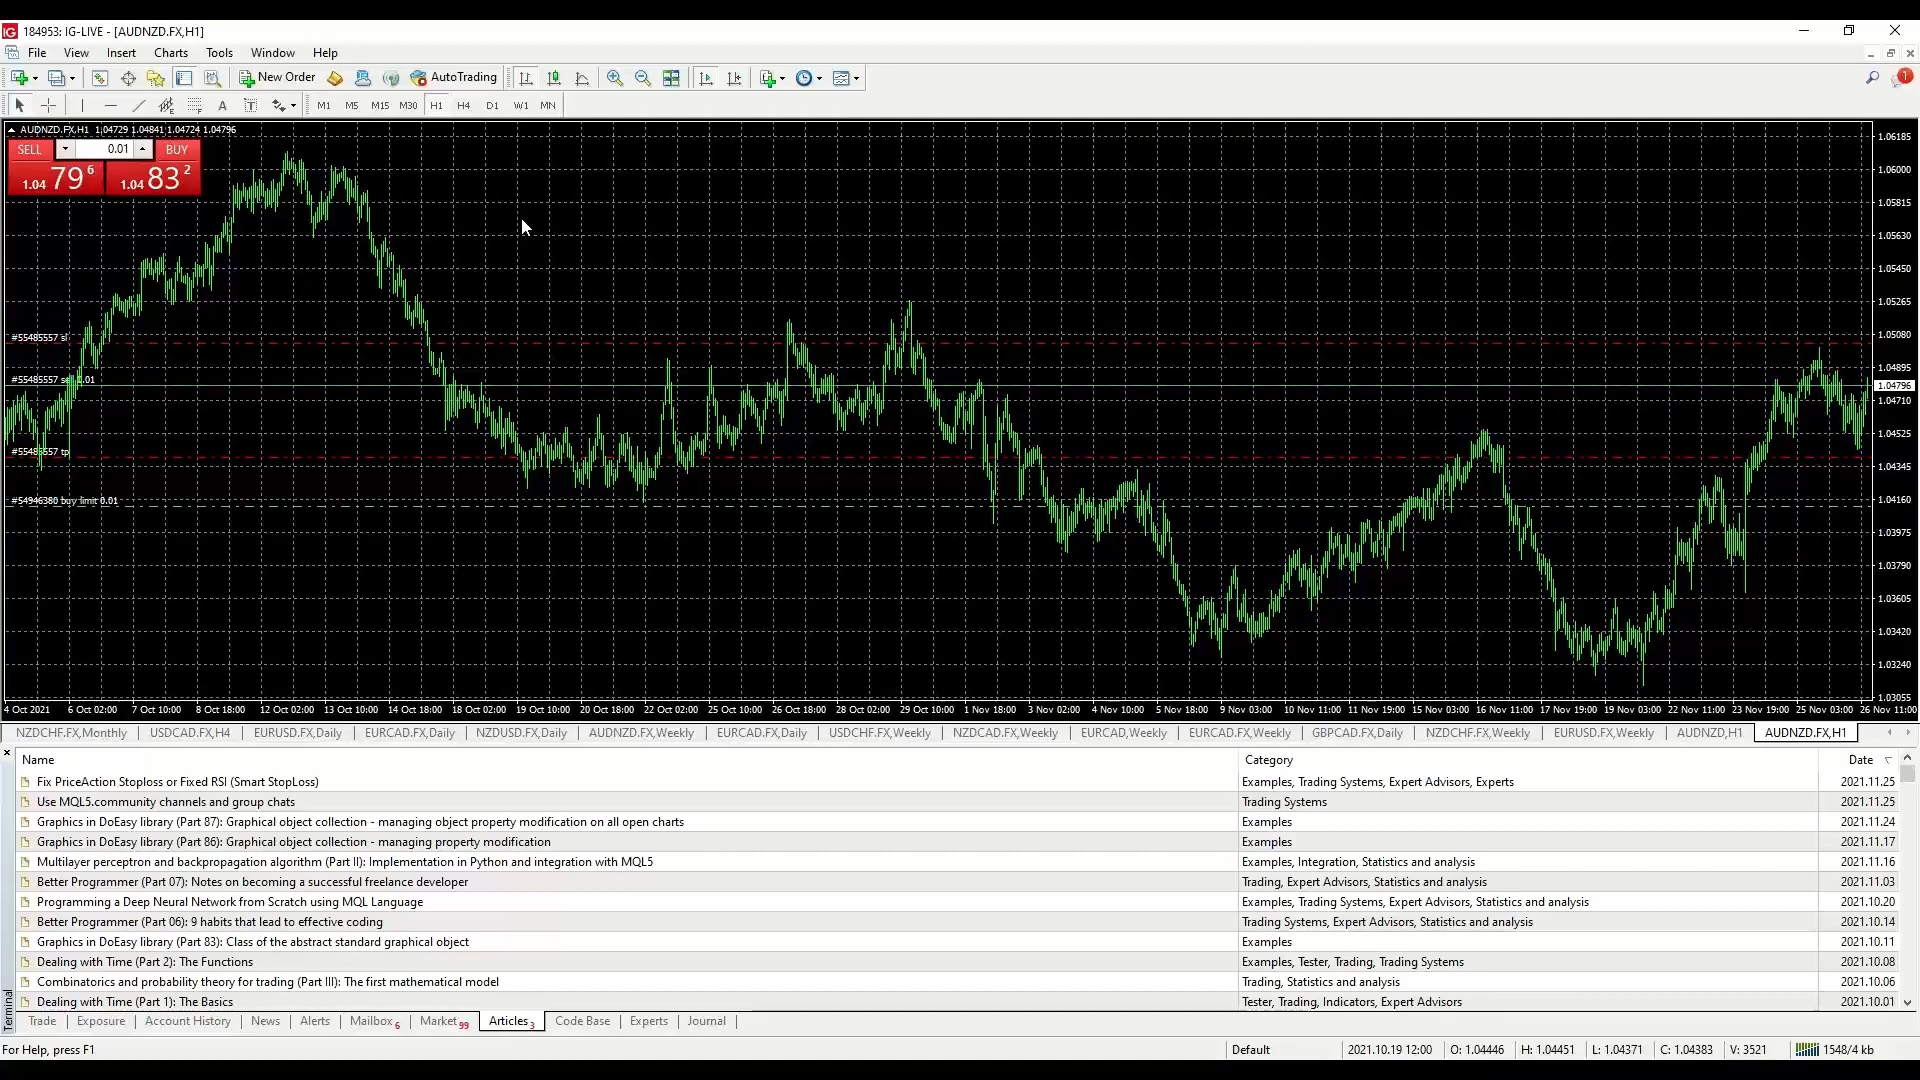 IG 184953: IG-LIVE - [AUDNZD.FX,H1]
File View Insert Charts Tools Window Help
New Order AutoTrading 1
A T M1 M5 M15 M30 H1 H4 D1 W1 MN
AUDNZD.FX,H1 1.04729 1.04841 1.04724 1.04796
SELL 0.01 BUY
1.04 79 6 1.04 83 2
1.06185
1.06000
1.05815
1.05630
1.05450
1.05265
1.05080
#55485557 sl
1.04895
#55485557 sell 0.01
1.04796
1.04710
1.04525
#55485557 tp
1.04345
1.04160
#54946380 buy limit 0.01
1.03975
1.03790
1.03605
1.03420
1.03240
1.03055
4 Oct 2021 6 Oct 02:00 7 Oct 10:00 8 Oct 18:00 12 Oct 02:00 13 Oct 10:00 14 Oct 18:00 18 Oct 02:00 19 Oct 10:00 20 Oct 18:00 22 Oct 02:00 25 Oct 10:00 26 Oct 18:00 28 Oct 02:00 29 Oct 10:00 1 Nov 18:00 3 Nov 02:00 4 Nov 10:00 5 Nov 18:00 9 Nov 03:00 10 Nov 11:00 11 Nov 19:00 15 Nov 03:00 16 Nov 11:00 17 Nov 19:00 19 Nov 03:00 22 Nov 11:00 23 Nov 19:00 25 Nov 03:00 26 Nov 11:00
NZDCHF.FX,Monthly USDCAD.FX,H4 EURUSD.FX,Daily EURCAD.FX,Daily NZDUSD.FX,Daily AUDNZD.FX,Weekly EURCAD.FX,Daily USDCHF.FX,Weekly NZDCAD.FX,Weekly EURCAD,Weekly EURCAD.FX,Weekly GBPCAD.FX,Daily NZDCHF.FX,Weekly EURUSD.FX,Weekly AUDNZD,H1 AUDNZD.FX,H1
Name Category Date
Fix PriceAction Stoploss or Fixed RSI (Smart StopLoss) Examples, Trading Systems, Expert Advisors, Experts 2021.11.25
Use MQL5.community channels and group chats Trading Systems 2021.11.25
Graphics in DoEasy library (Part 87): Graphical object collection - managing object property modification on all open charts Examples 2021.11.24
Graphics in DoEasy library (Part 86): Graphical object collection - managing property modification Examples 2021.11.17
Multilayer perceptron and backpropagation algorithm (Part II): Implementation in Python and integration with MQL5 Examples, Integration, Statistics and analysis 2021.11.16
Better Programmer (Part 07): Notes on becoming a successful freelance developer Trading, Expert Advisors, Statistics and analysis 2021.11.03
Programming a Deep Neural Network from Scratch using MQL Language Examples, Trading Systems, Expert Advisors, Statistics and analysis 2021.10.20
Better Programmer (Part 06): 9 habits that lead to effective coding Trading Systems, Expert Advisors, Statistics and analysis 2021.10.14
Graphics in DoEasy library (Part 83): Class of the abstract standard graphical object Examples 2021.10.11
Dealing with Time (Part 2): The Functions Examples, Tester, Trading, Trading Systems 2021.10.08
Combinatorics and probability theory for trading (Part III): The first mathematical model Trading, Statistics and analysis 2021.10.06
Dealing with Time (Part 1): The Basics Tester, Trading, Indicators, Expert Advisors 2021.10.01
Terminal
Trade Exposure Account History News Alerts Mailbox 6 Market 99 Articles 3 Code Base Experts Journal
For Help, press F1 Default 2021.10.19 12:00 O: 1.04446 H: 1.04451 L: 1.04371 C: 1.04383 V: 3521 1548/4 kb